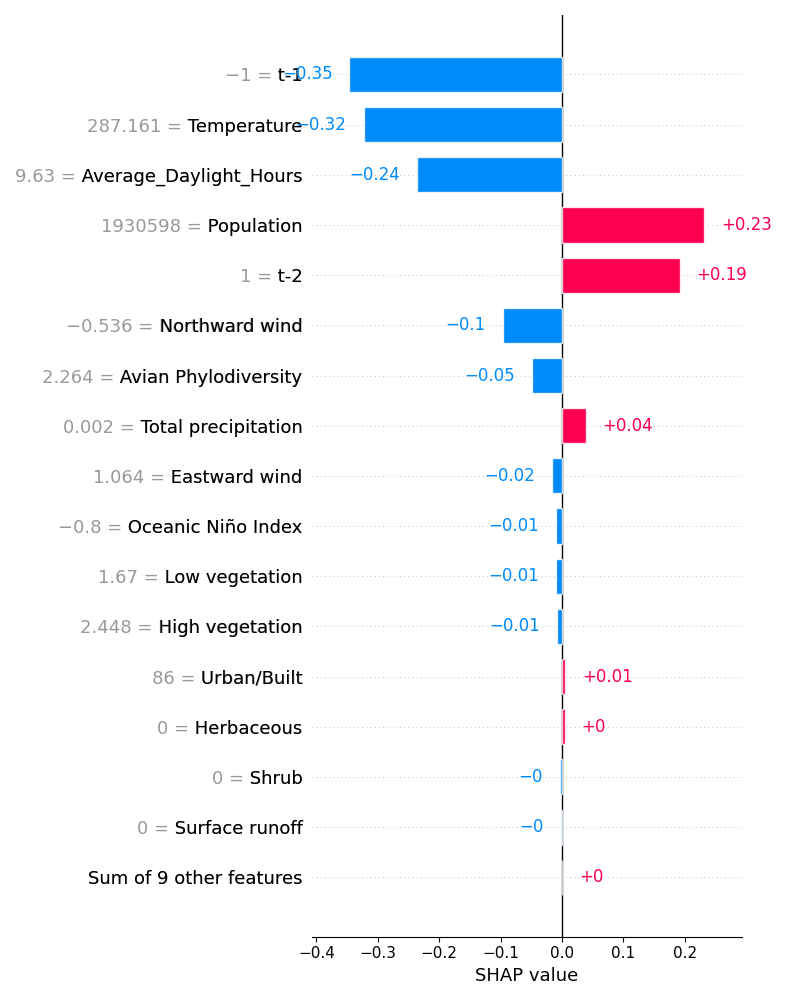 −1 = t-1 −0.35
287.161 = Temperature −0.32
9.63 = Average_Daylight_Hours −0.24
1930598 = Population +0.23
1 = t-2 +0.19
−0.536 = Northward wind −0.1
2.264 = Avian Phylodiversity −0.05
0.002 = Total precipitation +0.04
1.064 = Eastward wind −0.02
−0.8 = Oceanic Niño Index −0.01
1.67 = Low vegetation −0.01
2.448 = High vegetation −0.01
86 = Urban/Built +0.01
0 = Herbaceous +0
0 = Shrub −0
0 = Surface runoff −0
Sum of 9 other features +0
−0.4 −0.3 −0.2 −0.1 0.0 0.1 0.2
SHAP value